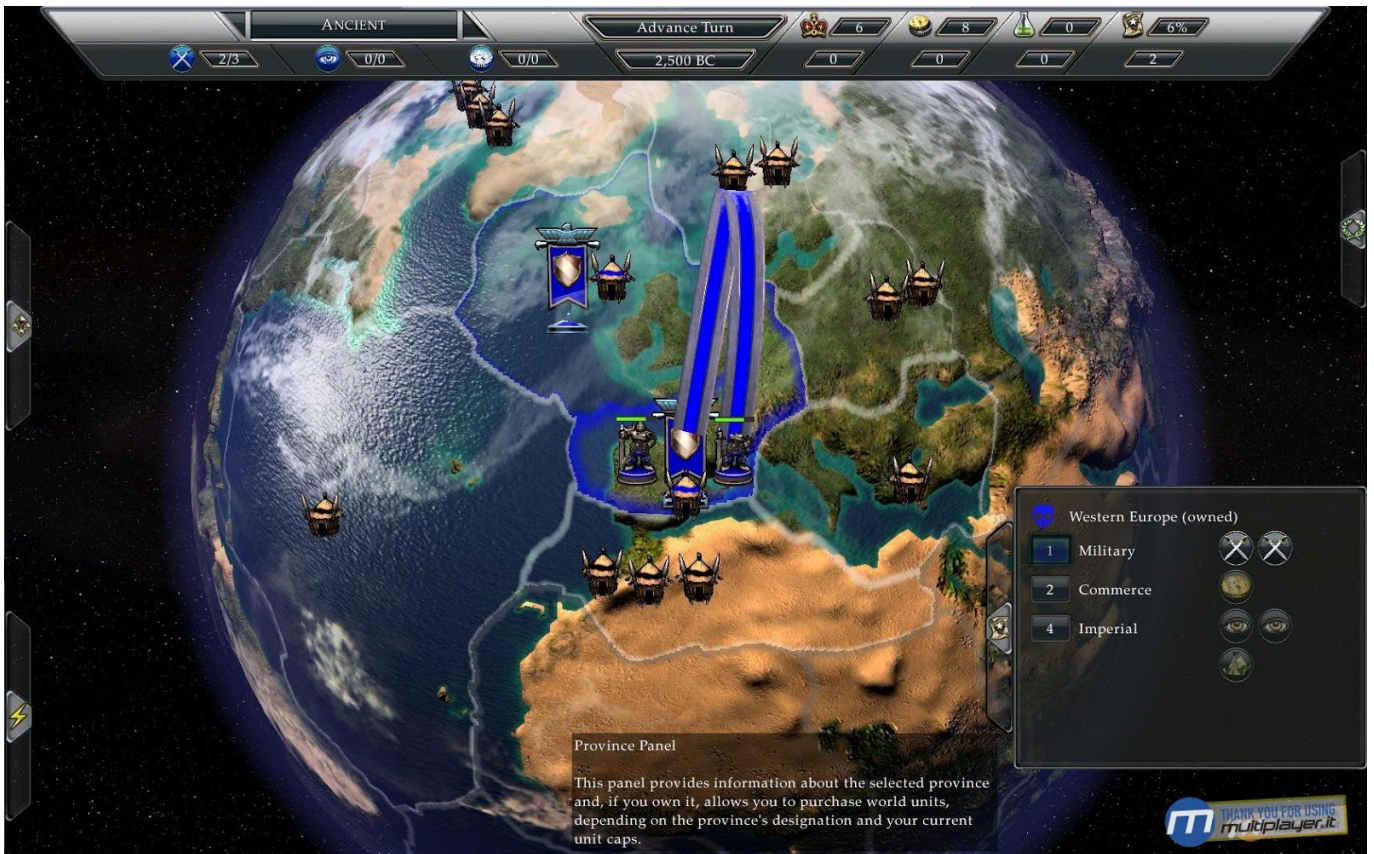 ANCIENT
Advance Turn
6
8
0
6%
2/3
0/0
0/0
2,500 BC
0
0
0
2
Western Europe (owned)
1 Military
2 Commerce
4 Imperial
Province Panel
This panel provides information about the selected province
and, if you own it, allows you to purchase world units,
depending on the province's designation and your current
unit caps.
m THANK YOU FOR USING
multiplayer.it